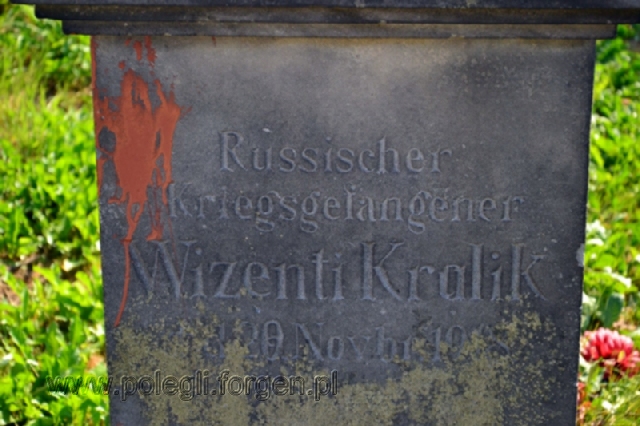 Russischer
Kriegsgefangener
Wizenti Kralik
Novbr
www.polegli.forgen.pl